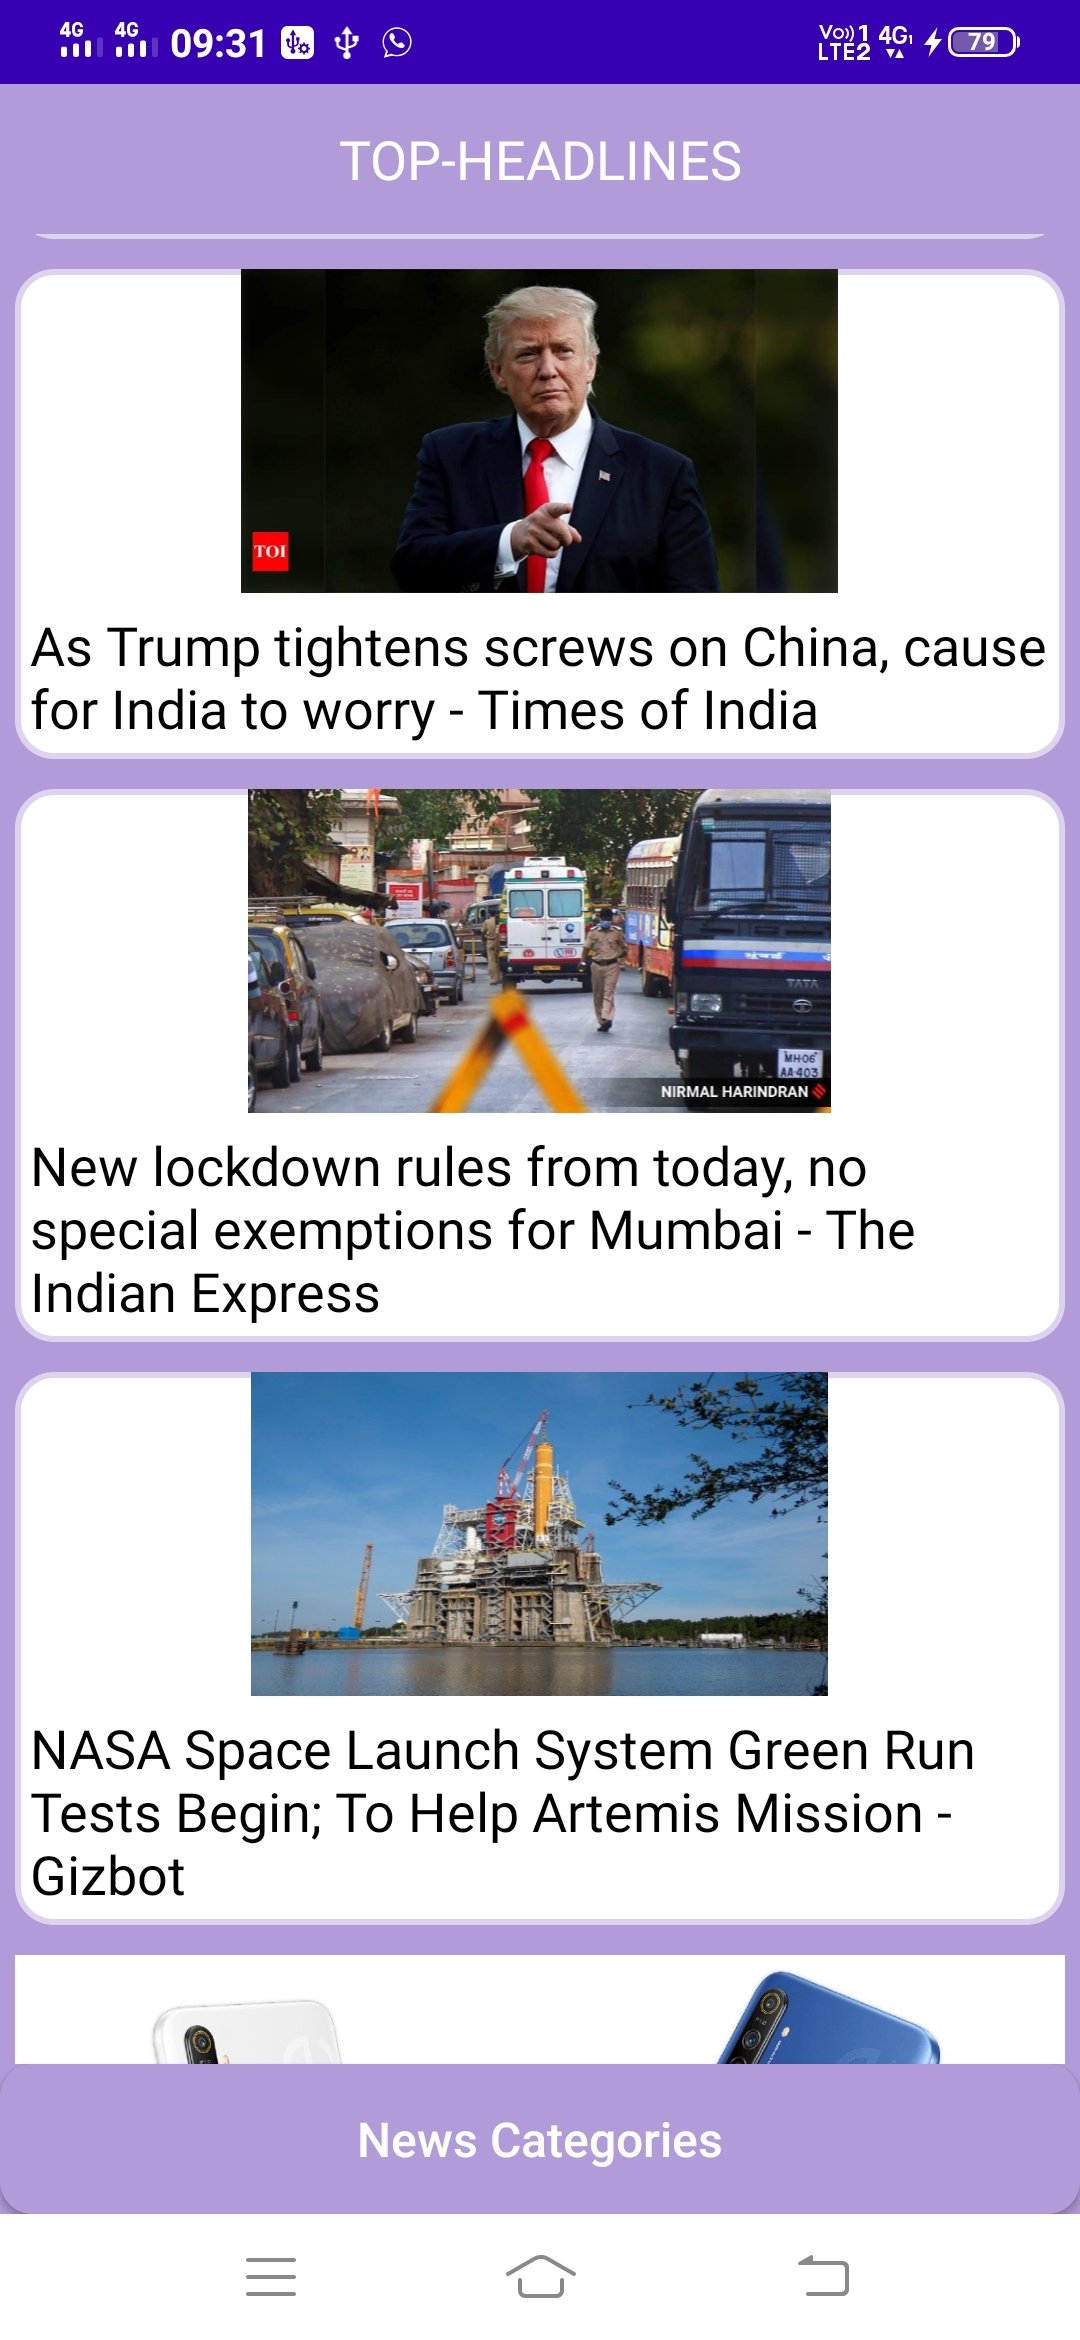 4G 4G 09:31 Vo)) 1 4G 79
LTE2
TOP-HEADLINES
TOI
As Trump tightens screws on China, cause
for India to worry - Times of India
मुंबई
TATA
MH-06
AA-403
NIRMAL HARINDRAN
New lockdown rules from today, no
special exemptions for Mumbai - The
Indian Express
NASA Space Launch System Green Run
Tests Begin; To Help Artemis Mission -
Gizbot
News Categories